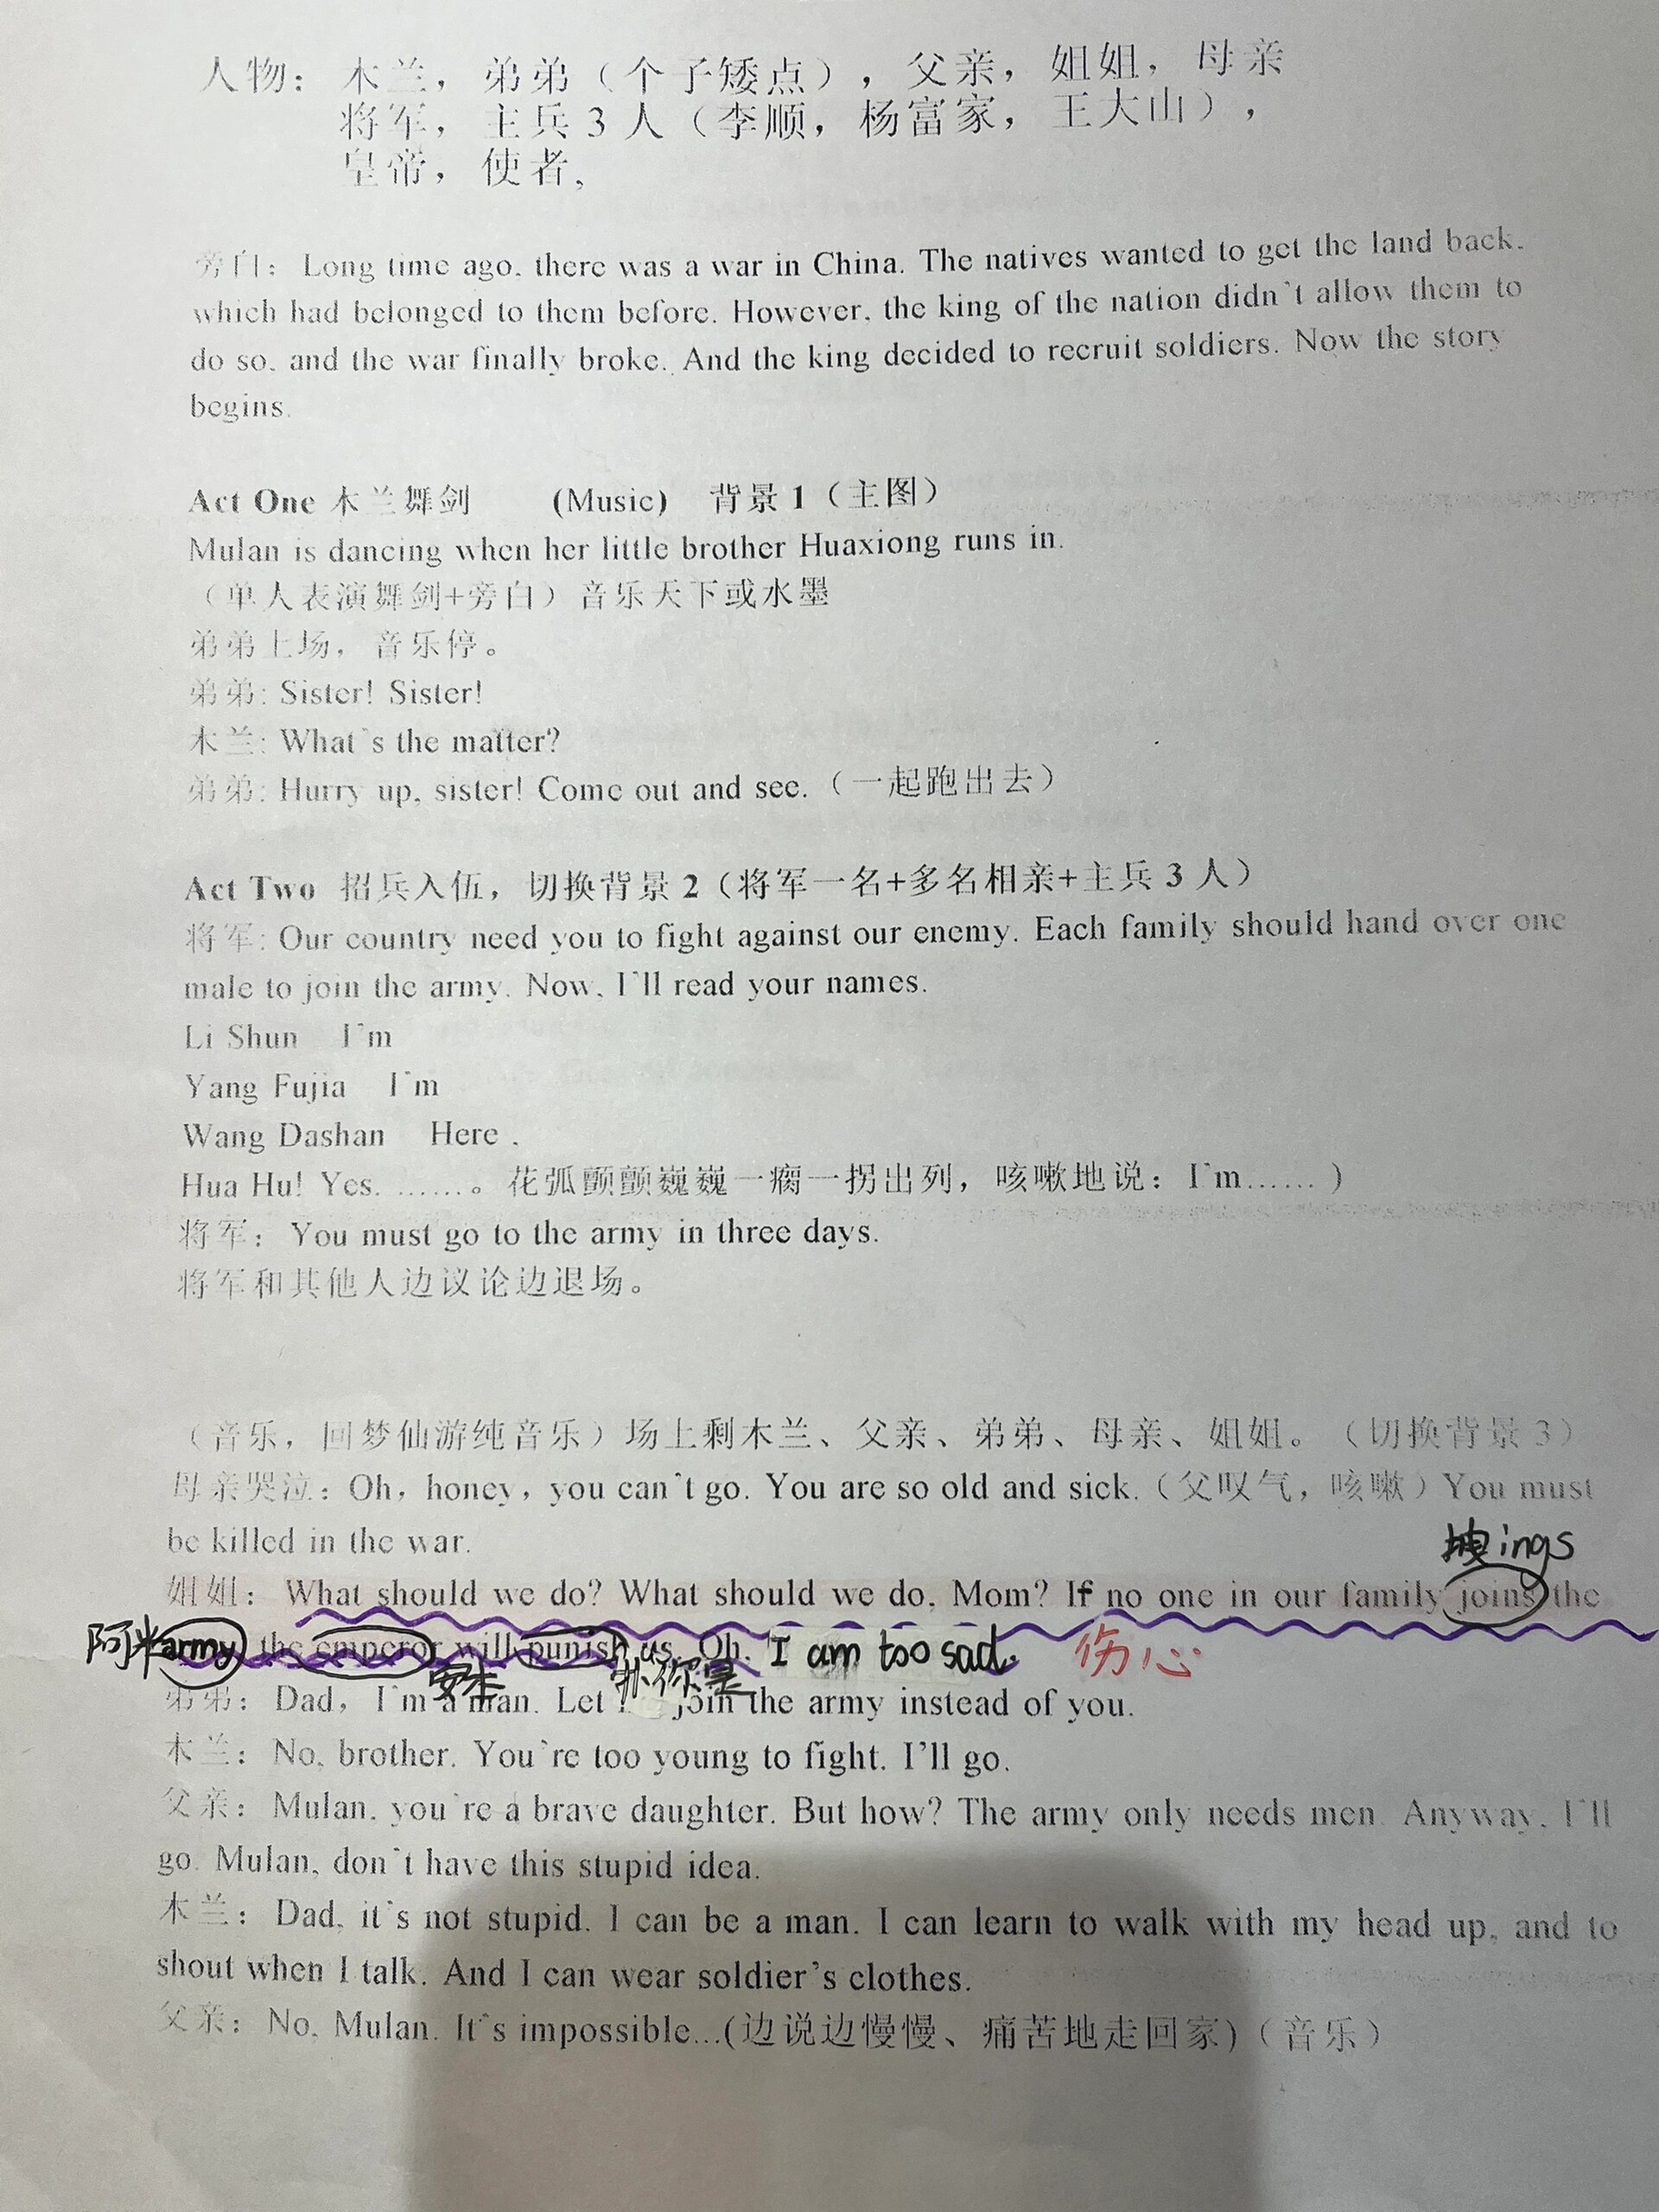 人物： 木兰，弟弟（个子矮点），父亲，姐姐，母亲
将军，主兵3人（李顺，杨富家，王大山），
皇帝，使者，
旁白：Long time ago, there was a war in China. The natives wanted to get the land back,
which had belonged to them before. However, the king of the nation didn't allow them to
do so, and the war finally broke. And the king decided to recruit soldiers. Now the story
begins.
Act One 木兰舞剑 (Music) 背景1（主图）
Mulan is dancing when her little brother Huaxiong runs in.
（单人表演舞剑+旁白）音乐天下或水墨
弟弟上场，音乐停。
弟弟: Sister! Sister!
木兰: What's the matter?
弟弟: Hurry up, sister! Come out and see.（一起跑出去）
Act Two 招兵入伍，切换背景2（将军一名+多名相亲+主兵3人）
将军: Our country need you to fight against our enemy. Each family should hand over one
male to join the army. Now, I'll read your names.
Li Shun I'm
Yang Fujia I'm
Wang Dashan Here .
Hua Hu! Yes. ……。花弧颤颤巍巍一瘸一拐出列，咳嗽地说：I'm…… )
将军：You must go to the army in three days.
将军和其他人边议论边退场。
（音乐，回梦仙游纯音乐）场上剩木兰、父亲、弟弟、母亲、姐姐。（切换背景3）
母亲哭泣：Oh，honey，you can't go. You are so old and sick.（父叹气，咳嗽）You must
be killed in the war.
ings
姐姐：What should we do? What should we do, Mom? If no one in our family joins the
阿米army, the emperor will punish us. Oh. I am too sad. 伤心
弟弟：Dad，I'm a man. Let join the army instead of you.
木兰：No, brother. You're too young to fight. I'll go.
父亲：Mulan, you're a brave daughter. But how? The army only needs men. Anyway, I'll
go. Mulan, don't have this stupid idea.
木兰：Dad, it's not stupid. I can be a man. I can learn to walk with my head up, and to
shout when I talk. And I can wear soldier's clothes.
父亲：No, Mulan. It's impossible...(边说边慢慢、痛苦地走回家)（音乐）